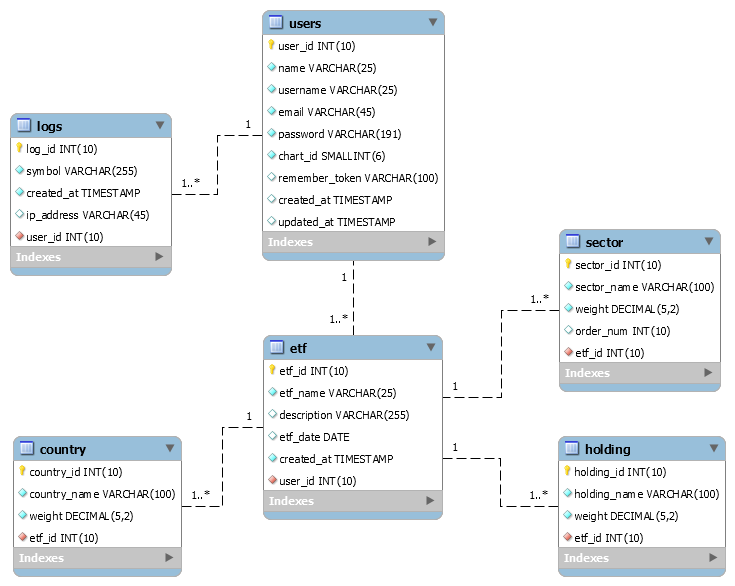 users
user_id INT(10)
name VARCHAR(25)
username VARCHAR(25)
email VARCHAR(45)
password VARCHAR(191)
chart_id SMALLINT(6)
remember_token VARCHAR(100)
created_at TIMESTAMP
updated_at TIMESTAMP
Indexes
logs
log_id INT(10)
symbol VARCHAR(255)
created_at TIMESTAMP
ip_address VARCHAR(45)
user_id INT(10)
Indexes
1
1..*
1
1..*
etf
etf_id INT(10)
etf_name VARCHAR(25)
description VARCHAR(255)
etf_date DATE
created_at TIMESTAMP
user_id INT(10)
Indexes
sector
sector_id INT(10)
sector_name VARCHAR(100)
weight DECIMAL(5,2)
order_num INT(10)
etf_id INT(10)
Indexes
1..*
1
country
country_id INT(10)
country_name VARCHAR(100)
weight DECIMAL(5,2)
etf_id INT(10)
Indexes
1
1..*
holding
holding_id INT(10)
holding_name VARCHAR(100)
weight DECIMAL(5,2)
etf_id INT(10)
Indexes
1
1..*